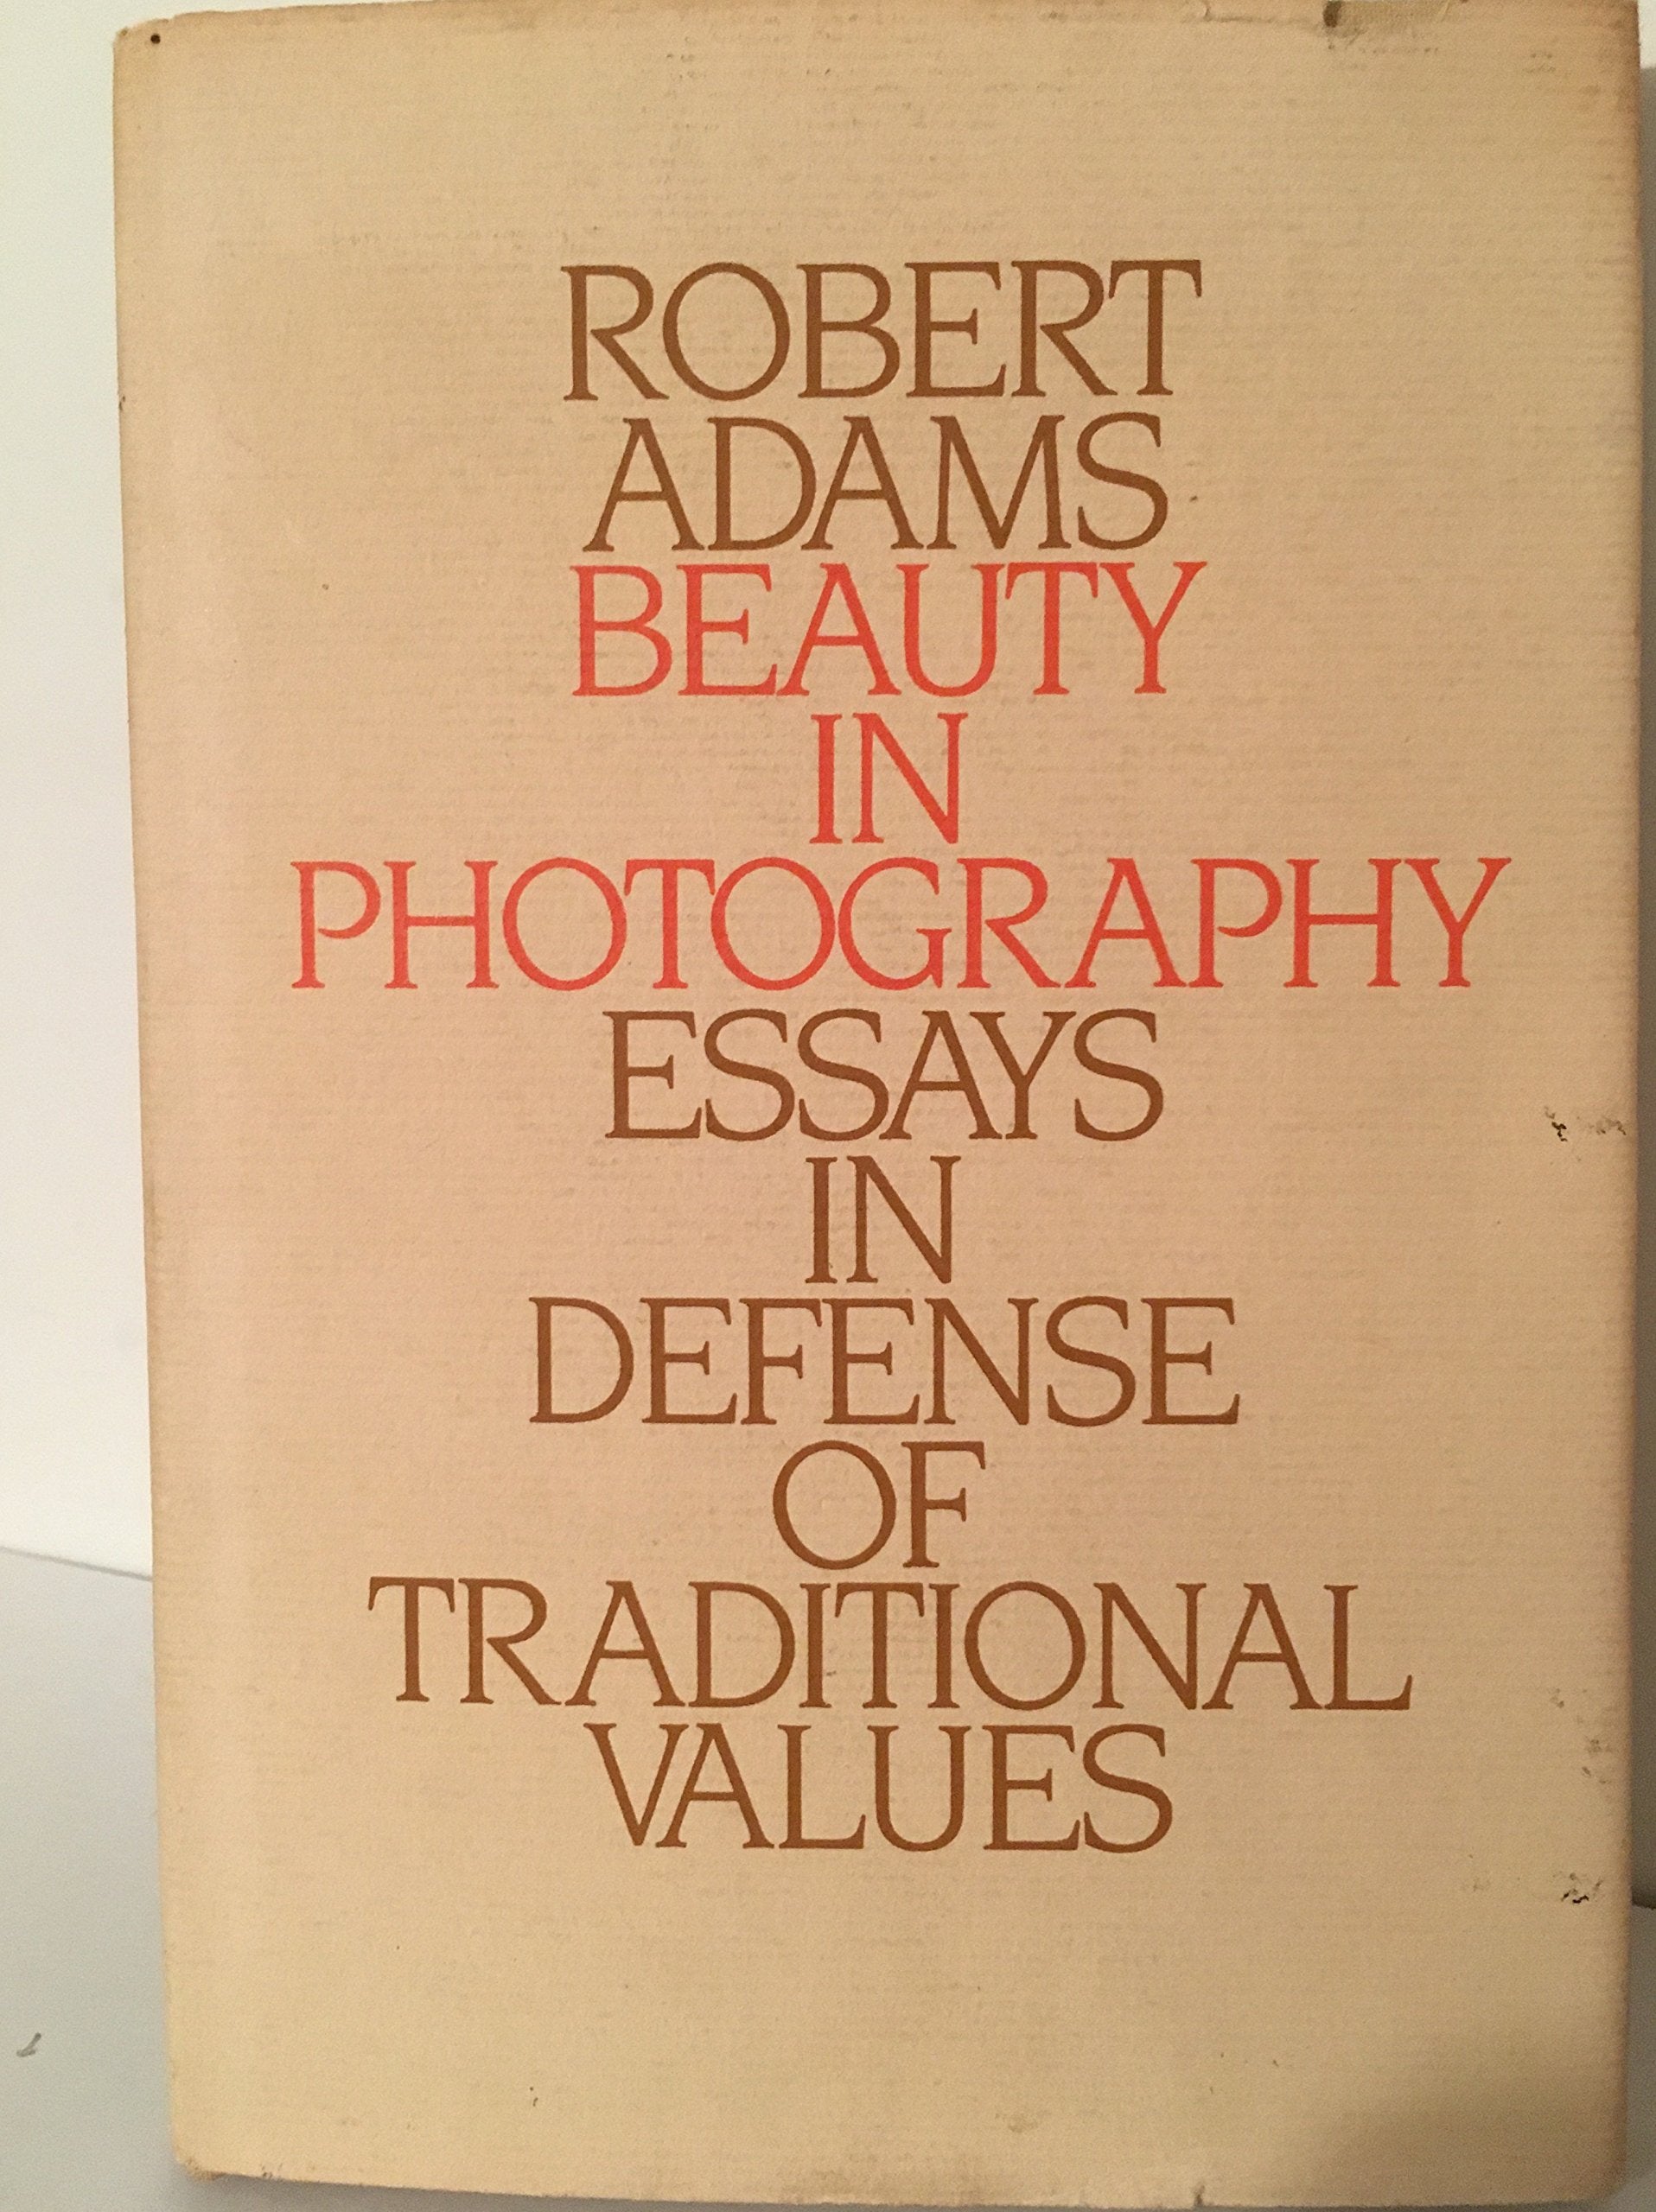 ROBERT
ADAMS
BEAUTY
IN
PHOTOGRAPHY
ESSAYS
IN
DEFENSE
OF
TRADITIONAL
VALUES